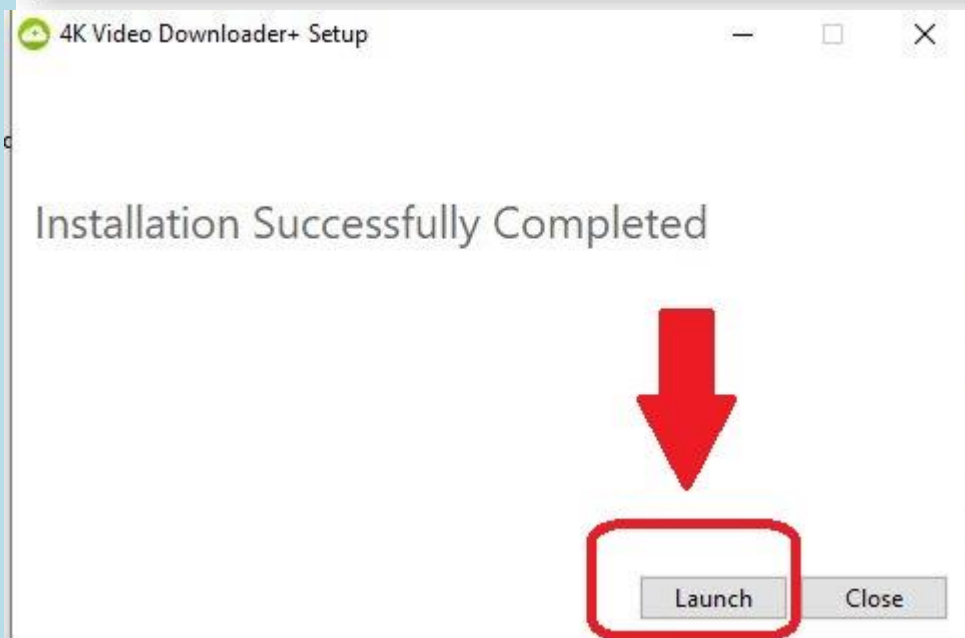 4K Video Downloader+ Setup
Installation Successfully Completed
Launch
Close